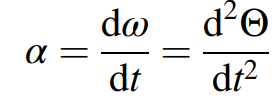 α = dω/dt = d²Θ/dt²